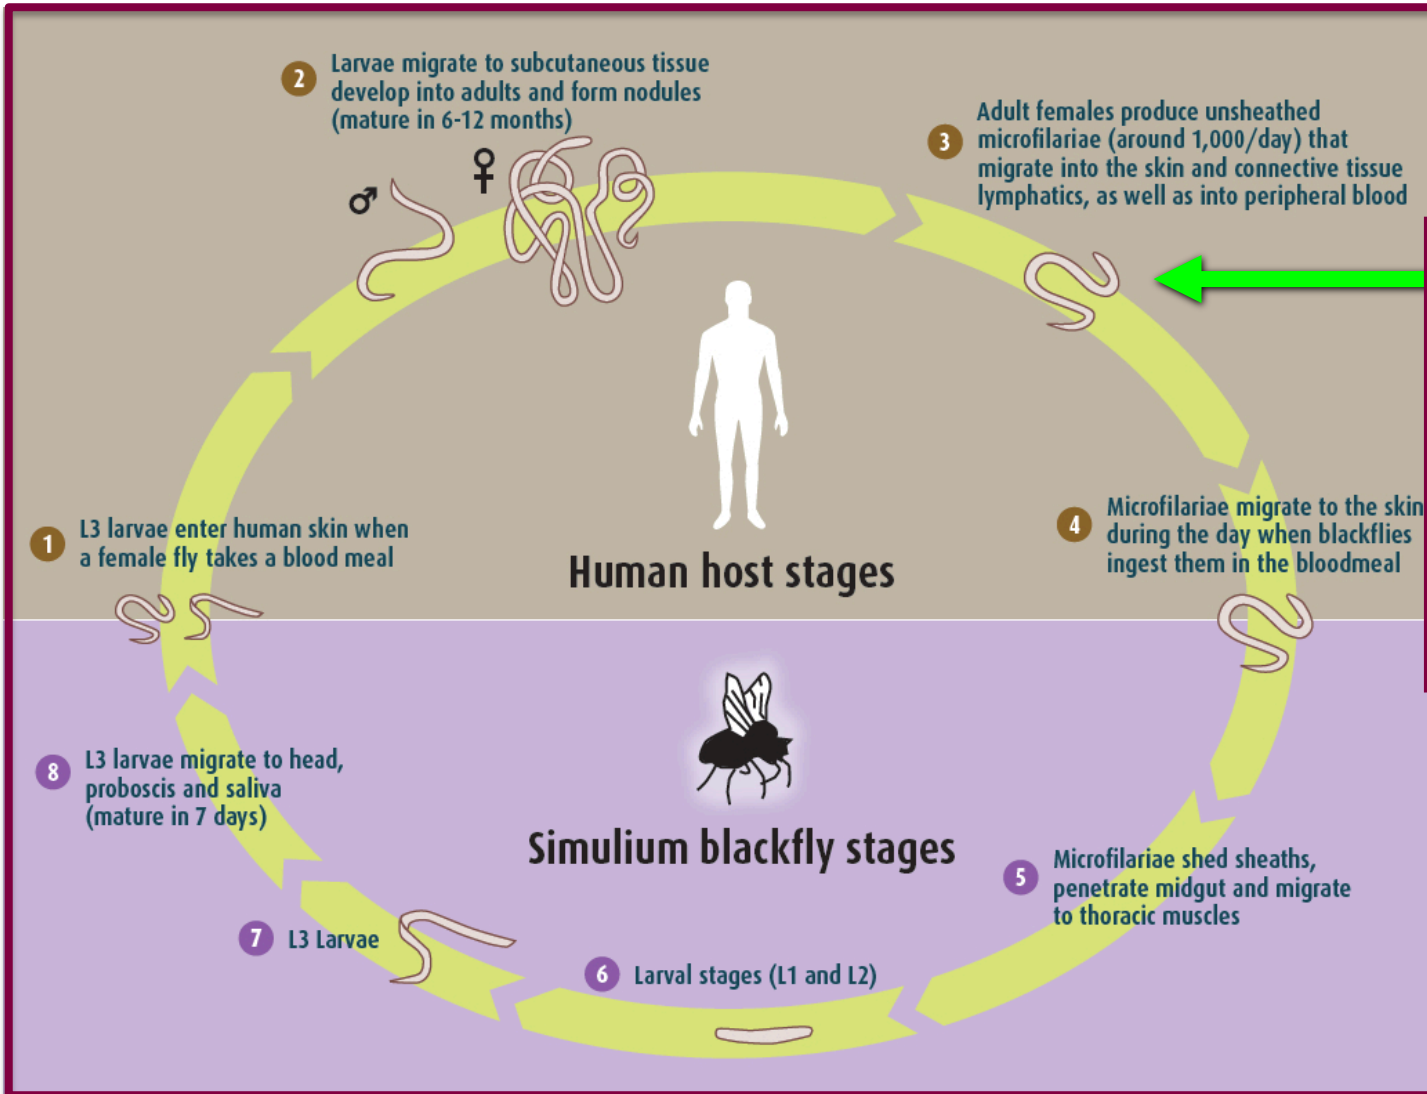 2 Larvae migrate to subcutaneous tissue
develop into adults and form nodules
(mature in 6-12 months)
♂
♀
3 Adult females produce unsheathed
microfilariae (around 1,000/day) that
migrate into the skin and connective tissue
lymphatics, as well as into peripheral blood
1 L3 larvae enter human skin when
a female fly takes a blood meal
4 Microfilariae migrate to the skin
during the day when blackflies
ingest them in the bloodmeal
Human host stages
8 L3 larvae migrate to head,
proboscis and saliva
(mature in 7 days)
Simulium blackfly stages
5 Microfilariae shed sheaths,
penetrate midgut and migrate
to thoracic muscles
7 L3 Larvae
6 Larval stages (L1 and L2)